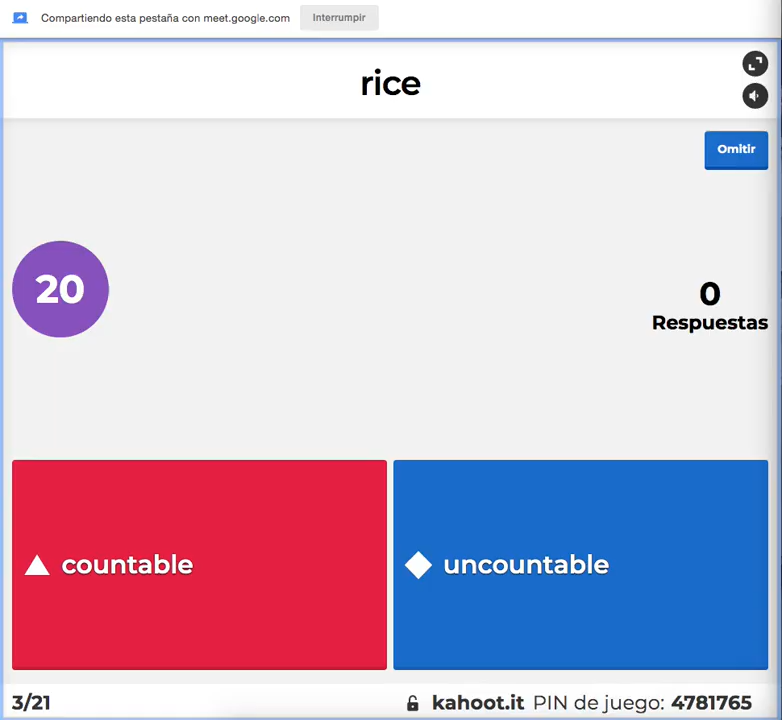 Compartiendo esta pestaña con meet.google.com Interrumpir
rice
Omitir
20
0
Respuestas
countable
uncountable
3/21
kahoot.it PIN de juego: 4781765